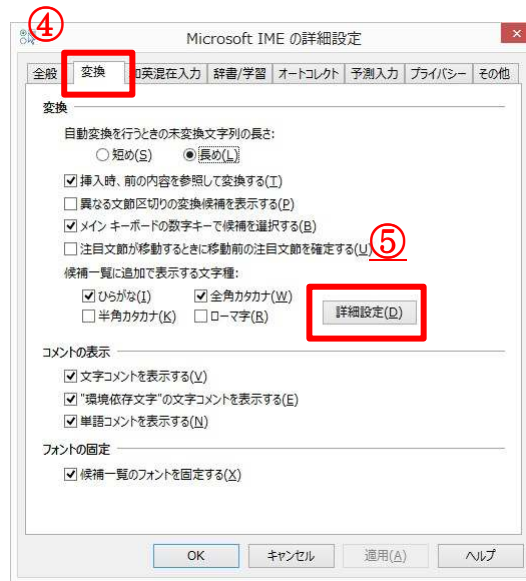 ④
Microsoft IME の詳細設定
全般 変換 和英混在入力 辞書/学習 オートコレクト 予測入力 プライバシー その他
変換
自動変換を行うときの未変換文字列の長さ:
短め(S) 長め(L)
挿入時、前の内容を参照して変換する(T)
異なる文節区切りの変換候補を表示する(P)
メイン キーボードの数字キーで候補を選択する(B)
注目文節が移動するときに移動前の注目文節を確定する(U)
⑤
候補一覧に追加で表示する文字種:
ひらがな(I) 全角カタカナ(W)
半角カタカナ(K) ローマ字(R)
詳細設定(D)
コメントの表示
文字コメントを表示する(V)
"環境依存文字"の文字コメントを表示する(E)
単語コメントを表示する(N)
フォントの固定
候補一覧のフォントを固定する(X)
OK キャンセル 適用(A) ヘルプ